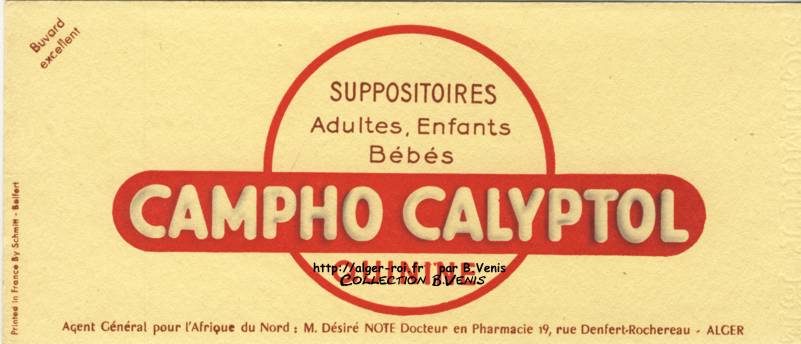 Buvard
excellent
SUPPOSITOIRES
Adultes, Enfants
Bébés
CAMPHO CALYPTOL
QUININE
http://alger-roi.fr par B.Venis
COLLECTION B.VENIS
Agent Général pour l'Afrique du Nord : M. Désiré NOTE Docteur en Pharmacie 19, rue Denfert-Rochereau - ALGER
Printed in France By Schmitt - Belfort